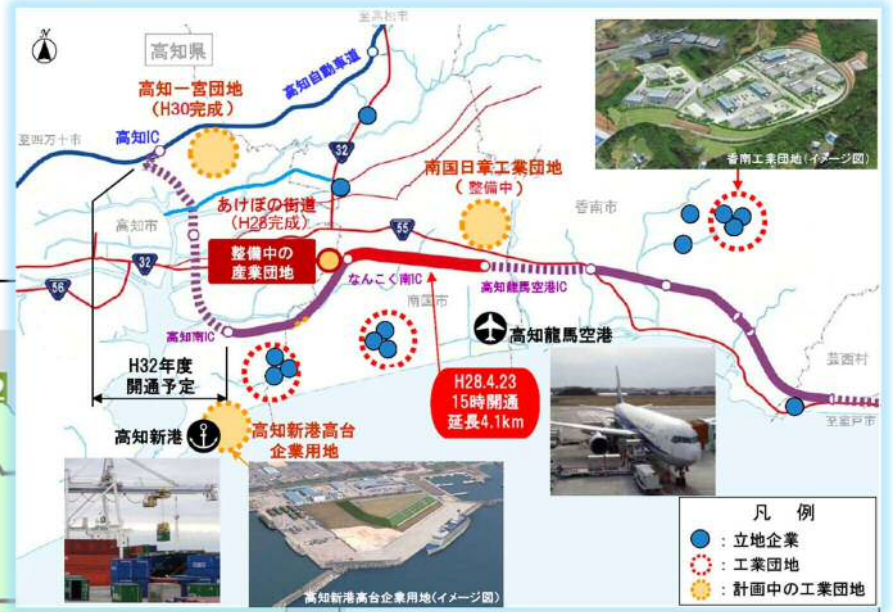 至高松市
高知県
高知自動車道
高知一宮団地
(H30完成)
至四万十市
高知IC
32
南国日章工業団地
(整備中)
香南工業団地(イメージ図)
高知市
あけぼの街道
(H28完成)
55
香南市
整備中の
産業団地
32
56
なんこく南IC
高知龍馬空港IC
南国市
高知南IC
高知龍馬空港
芸西村
H32年度
開通予定
H28.4.23
15時開通
延長4.1km
至室戸市
高知新港
高知新港高台
企業用地
高知新港高台企業用地(イメージ図)
凡 例
:立地企業
:工業団地
:計画中の工業団地